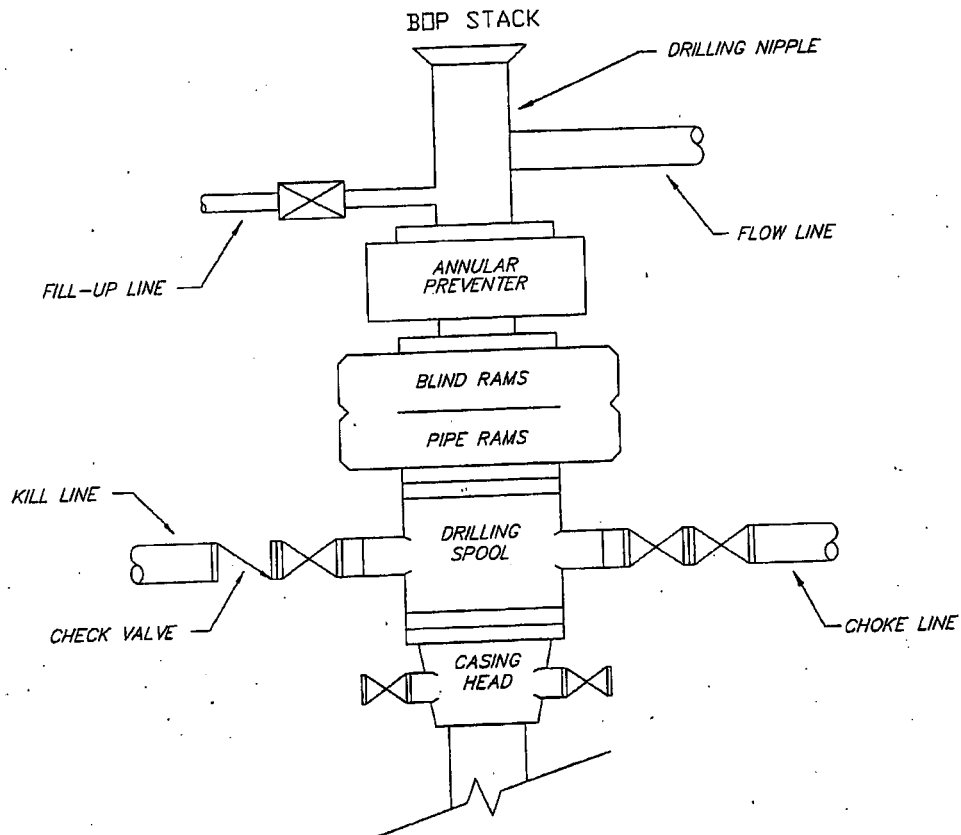 BOP STACK
DRILLING NIPPLE
FLOW LINE
FILL-UP LINE
ANNULAR
PREVENTER
BLIND RAMS
PIPE RAMS
KILL LINE
DRILLING
SPOOL
CHECK VALVE
CHOKE LINE
CASING
HEAD